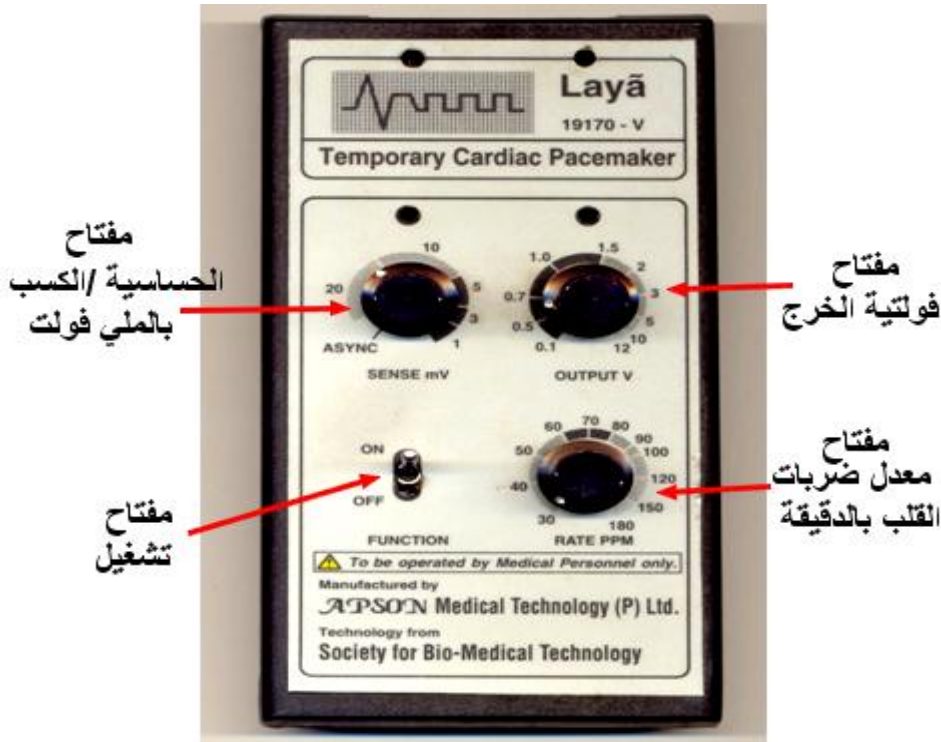 Layã
19170 - V
Temporary Cardiac Pacemaker
مفتاح
الحساسية /الكسب
بالملي فولت
10
20
5
3
1
ASYNC
SENSE mV
1.0
1.5
2
0.7
3
0.5
5
10
0.1
12
OUTPUT V
مفتاح
فولتية الخرج
ON
OFF
FUNCTION
مفتاح
تشغيل
70
60
80
90
50
100
40
120
150
30
180
RATE PPM
مفتاح
معدل ضربات
القلب بالدقيقة
To be operated by Medical Personnel only.
Manufactured by
APSON Medical Technology (P) Ltd.
Technology from
Society for Bio-Medical Technology